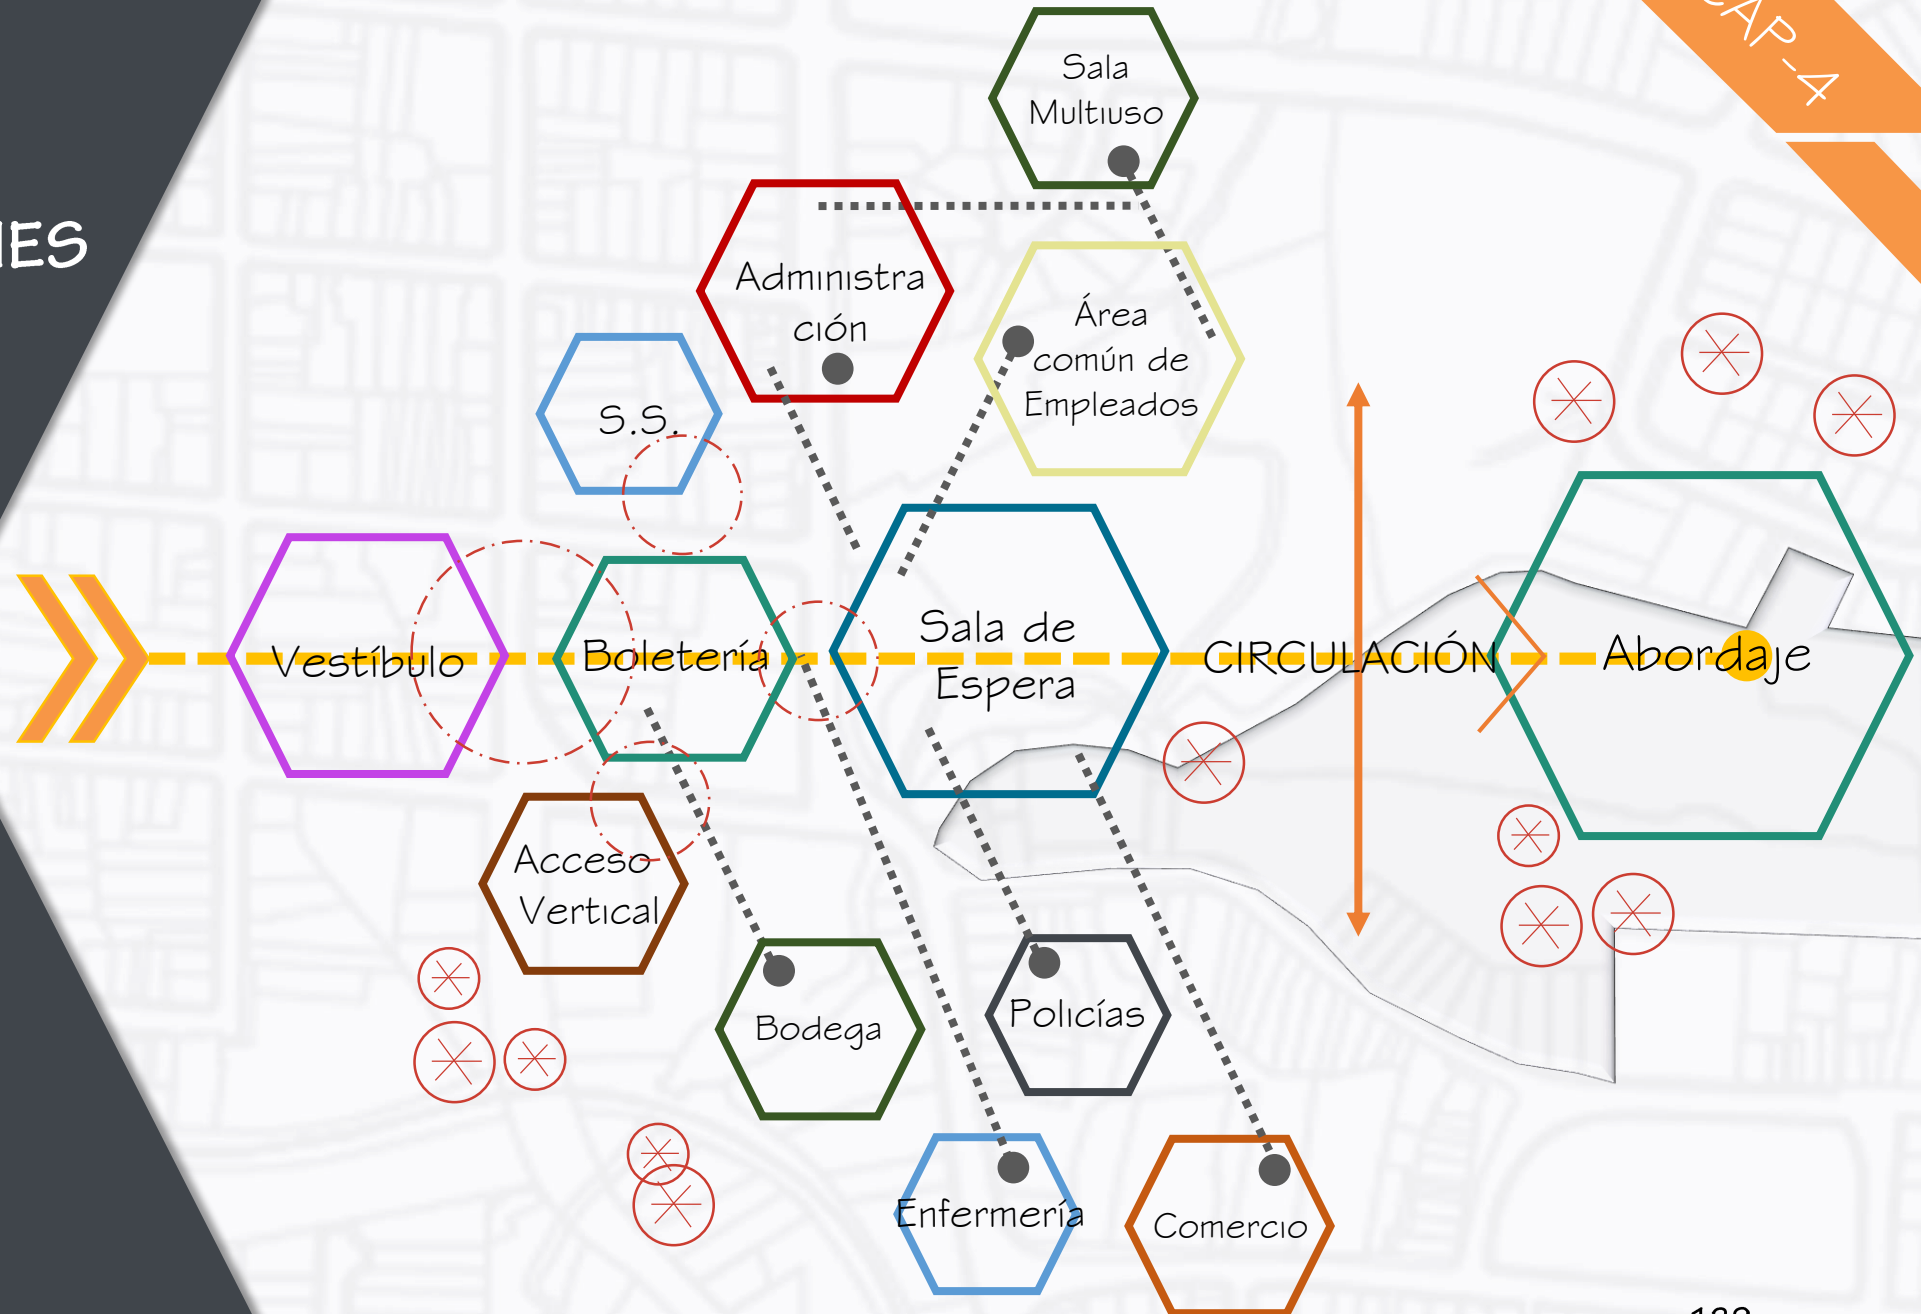 CAP-4
Sala
Multiuso
IES
Administra
ción
Área
común de
Empleados
S.S.
Vestíbulo
Boletería
Sala de
Espera
CIRCULACIÓN
Abordaje
Acceso
Vertical
Bodega
Policías
Enfermería
Comercio